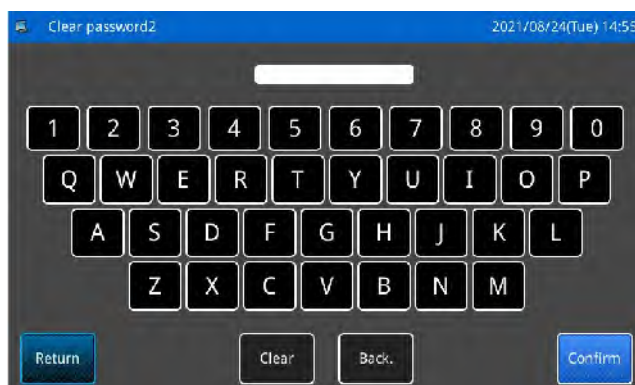 Clear password2 2021/08/24(Tue) 14:55
1 2 3 4 5 6 7 8 9 0
Q W E R T Y U I O P
A S D F G H J K L
Z X C V B N M
Return Clear Back. Confirm